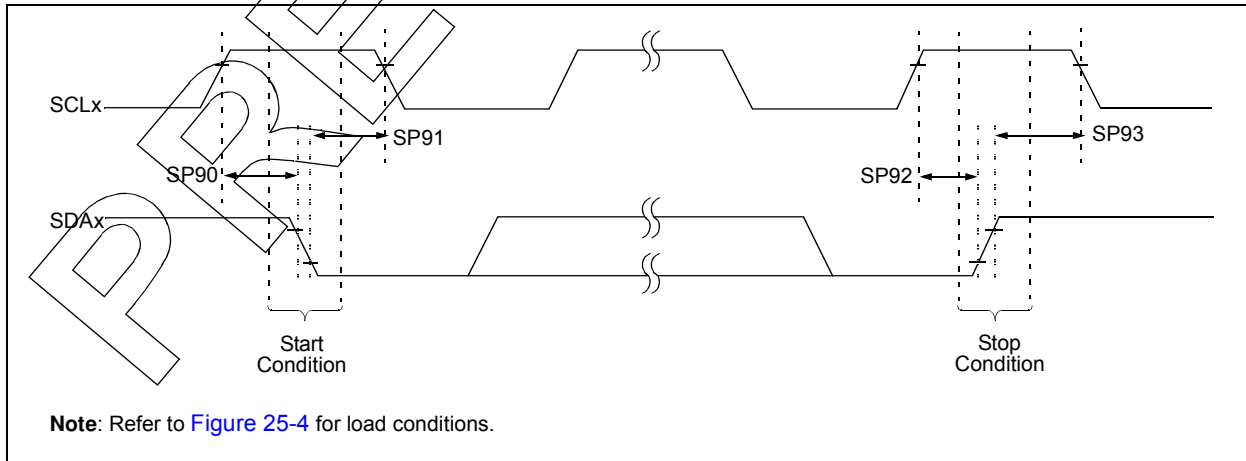 SCLx
SP91
SP93
SP90
SP92
SDAx
Start
Condition
Stop
Condition
Note: Refer to Figure 25-4 for load conditions.
PRE